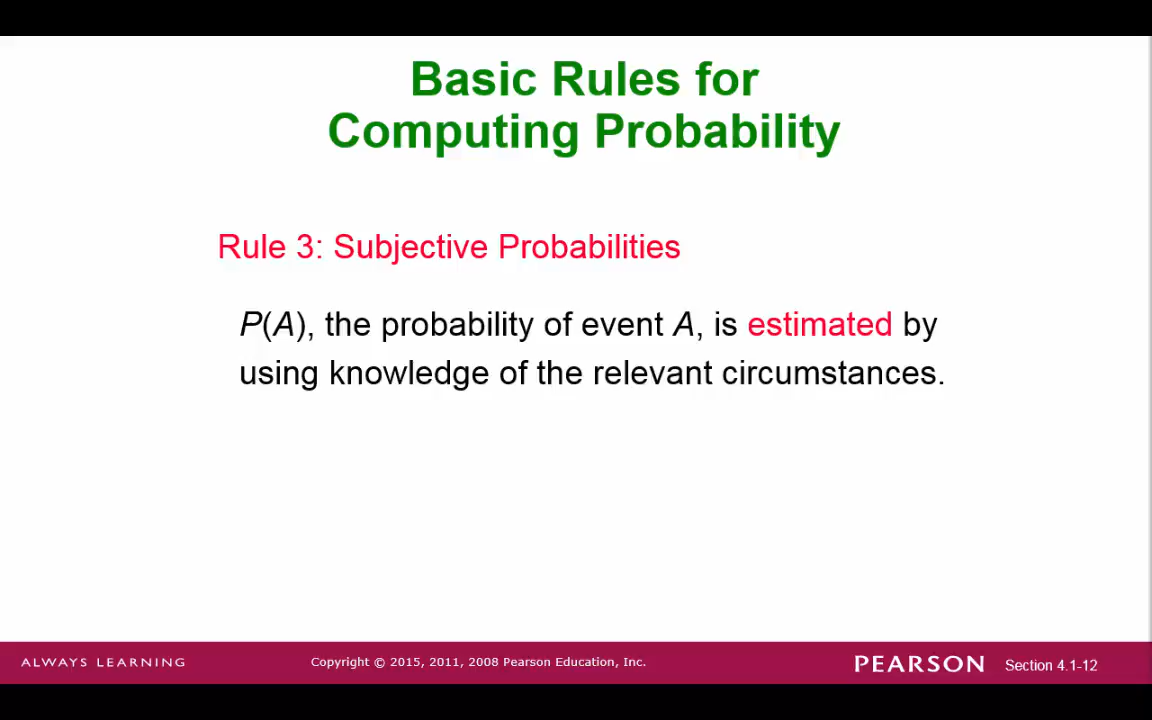 Basic Rules for
Computing Probability
Rule 3: Subjective Probabilities
P(A), the probability of event A, is estimated by
using knowledge of the relevant circumstances.
ALWAYS LEARNING
Copyright © 2015, 2011, 2008 Pearson Education, Inc.
PEARSON
Section 4.1-12